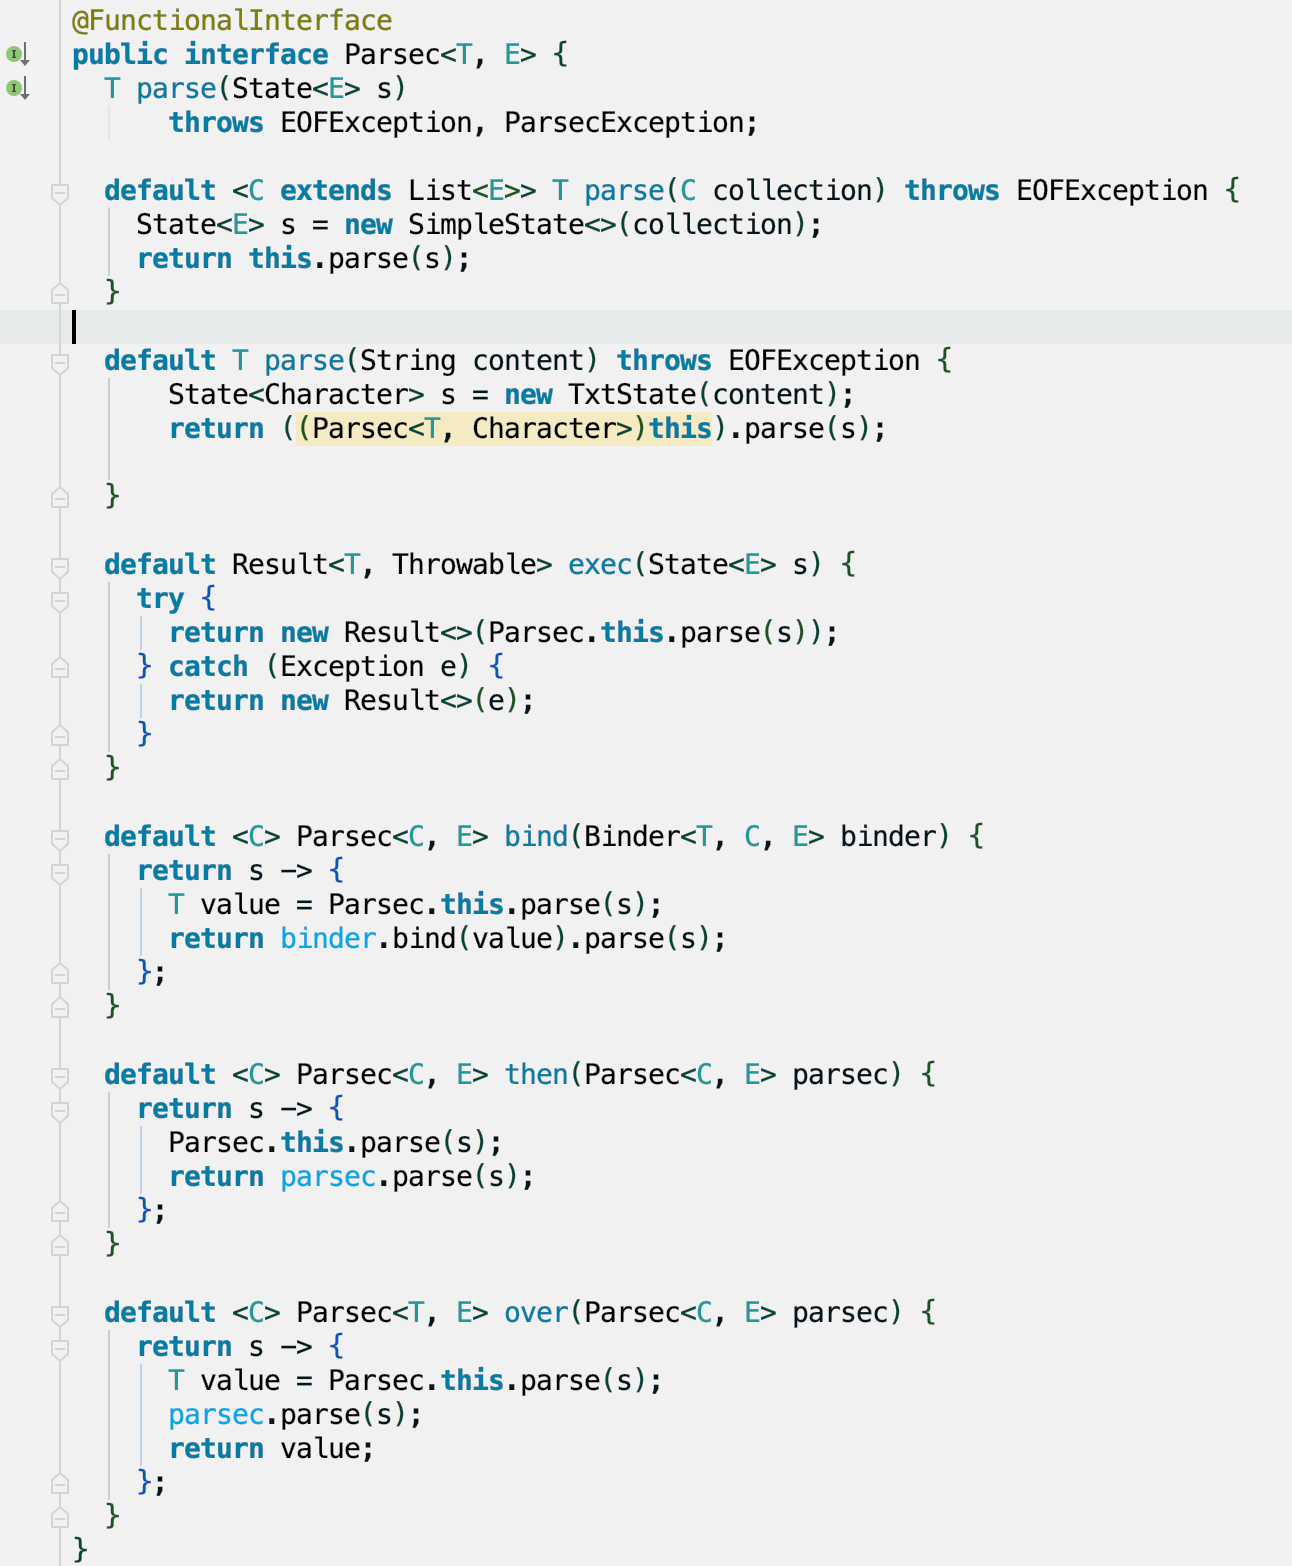 @FunctionalInterface
public interface Parsec<T, E> {
  T parse(State<E> s)
      throws EOFException, ParsecException;

  default <C extends List<E>> T parse(C collection) throws EOFException {
    State<E> s = new SimpleState<>(collection);
    return this.parse(s);
  }

  default T parse(String content) throws EOFException {
      State<Character> s = new TxtState(content);
      return ((Parsec<T, Character>)this).parse(s);

  }

  default Result<T, Throwable> exec(State<E> s) {
    try {
      return new Result<>(Parsec.this.parse(s));
    } catch (Exception e) {
      return new Result<>(e);
    }
  }

  default <C> Parsec<C, E> bind(Binder<T, C, E> binder) {
    return s -> {
      T value = Parsec.this.parse(s);
      return binder.bind(value).parse(s);
    };
  }

  default <C> Parsec<C, E> then(Parsec<C, E> parsec) {
    return s -> {
      Parsec.this.parse(s);
      return parsec.parse(s);
    };
  }

  default <C> Parsec<T, E> over(Parsec<C, E> parsec) {
    return s -> {
      T value = Parsec.this.parse(s);
      parsec.parse(s);
      return value;
    };
  }
}